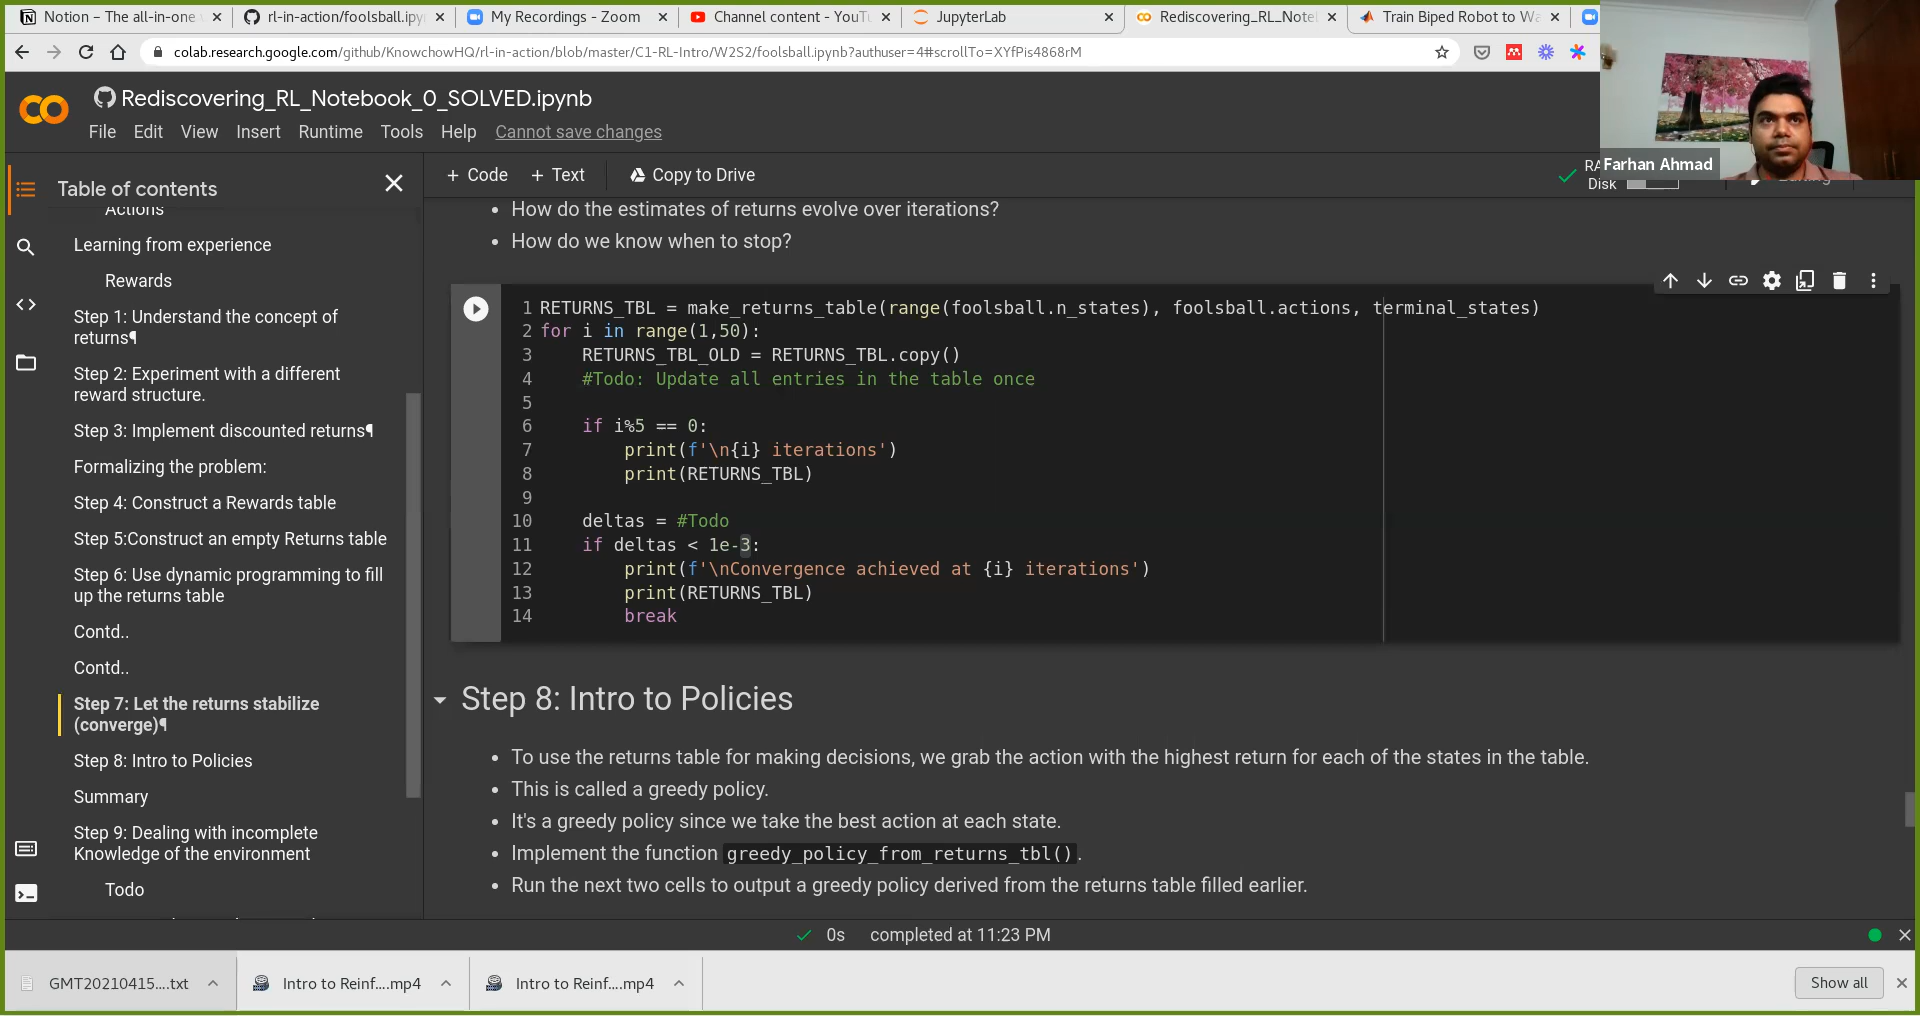 Notion – The all-in-one
rl-in-action/foolsball.ipy
My Recordings - Zoom
Channel content - YouTu
JupyterLab
Rediscovering_RL_Note
Train Biped Robot to Wa
colab.research.google.com/github/KnowchowHQ/rl-in-action/blob/master/C1-RL-Intro/W2S2/foolsball.ipynb?authuser=4#scrollTo=XYfPis4868rM
Rediscovering_RL_Notebook_0_SOLVED.ipynb
File Edit View Insert Runtime Tools Help Cannot save changes
Farhan Ahmad
Table of contents
+ Code + Text Copy to Drive
RA
Disk
Editing
Actions
Learning from experience
Rewards
Step 1: Understand the concept of
returns¶
Step 2: Experiment with a different
reward structure.
Step 3: Implement discounted returns¶
Formalizing the problem:
Step 4: Construct a Rewards table
Step 5:Construct an empty Returns table
Step 6: Use dynamic programming to fill
up the returns table
Contd..
Contd..
Step 7: Let the returns stabilize
(converge)¶
Step 8: Intro to Policies
Summary
Step 9: Dealing with incomplete
Knowledge of the environment
Todo
• How do the estimates of returns evolve over iterations?
• How do we know when to stop?
1 RETURNS_TBL = make_returns_table(range(foolsball.n_states), foolsball.actions, terminal_states)
2 for i in range(1,50):
3     RETURNS_TBL_OLD = RETURNS_TBL.copy()
4     #Todo: Update all entries in the table once
5
6     if i%5 == 0:
7         print(f'\n{i} iterations')
8         print(RETURNS_TBL)
9
10     deltas = #Todo
11     if deltas < 1e-3:
12         print(f'\nConvergence achieved at {i} iterations')
13         print(RETURNS_TBL)
14         break
Step 8: Intro to Policies
• To use the returns table for making decisions, we grab the action with the highest return for each of the states in the table.
• This is called a greedy policy.
• It's a greedy policy since we take the best action at each state.
• Implement the function greedy_policy_from_returns_tbl().
• Run the next two cells to output a greedy policy derived from the returns table filled earlier.
0s completed at 11:23 PM
GMT20210415....txt
Intro to Reinf....mp4
Intro to Reinf....mp4
Show all